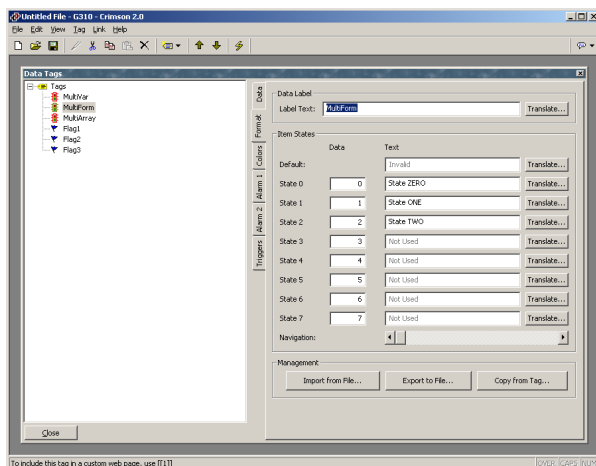 Untitled File - G310 - Crimson 2.0
File Edit View Tag Link Help
Data Tags
Tags
MultiVar
MultiForm
MultiArray
Flag1
Flag2
Flag3
Close
Data
Format
Colors
Alarm 1
Alarm 2
Triggers
Data Label
Label Text: MultiForm Translate...
Item States
Data Text
Default: Invalid Translate...
State 0 0 State ZERO Translate...
State 1 1 State ONE Translate...
State 2 2 State TWO Translate...
State 3 3 Not Used Translate...
State 4 4 Not Used Translate...
State 5 5 Not Used Translate...
State 6 6 Not Used Translate...
State 7 7 Not Used Translate...
Navigation:
Management
Import from File... Export to File... Copy from Tag...
To include this tag in a custom web page, use [[1]]
OVER CAPS NUM